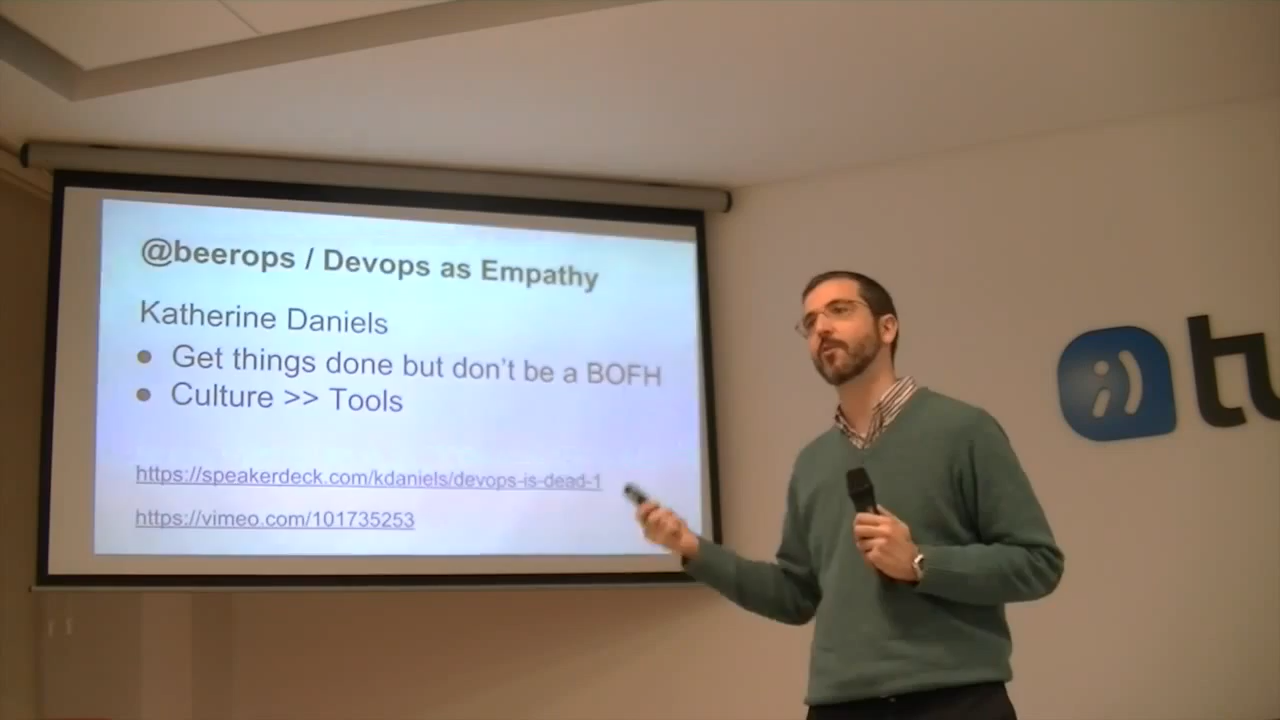 @beerops / Devops as Empathy
Katherine Daniels
● Get things done but don't be a BOFH
● Culture >> Tools
https://speakerdeck.com/kdaniels/devops-is-dead-1
https://vimeo.com/101735253